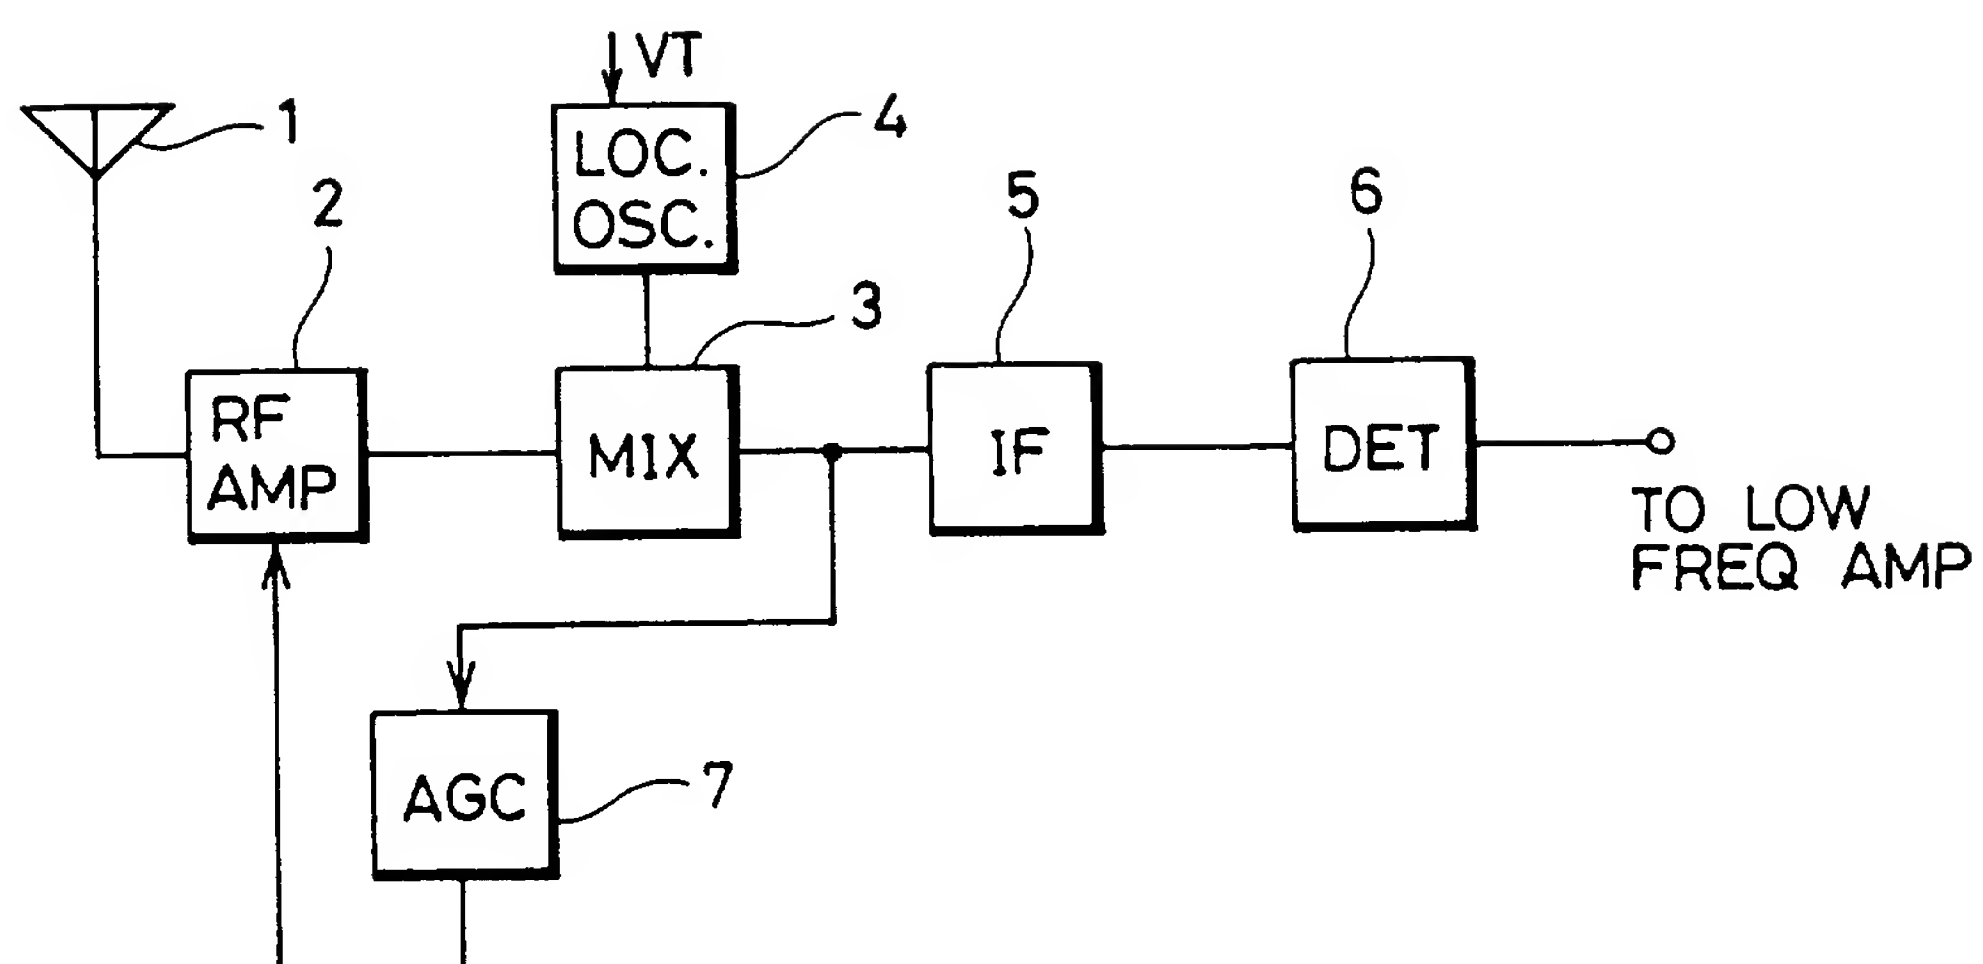 VT
1
LOC.
OSC.
4
2
3
5
6
RF
AMP
MIX
IF
DET
TO LOW
FREQ AMP
AGC
7